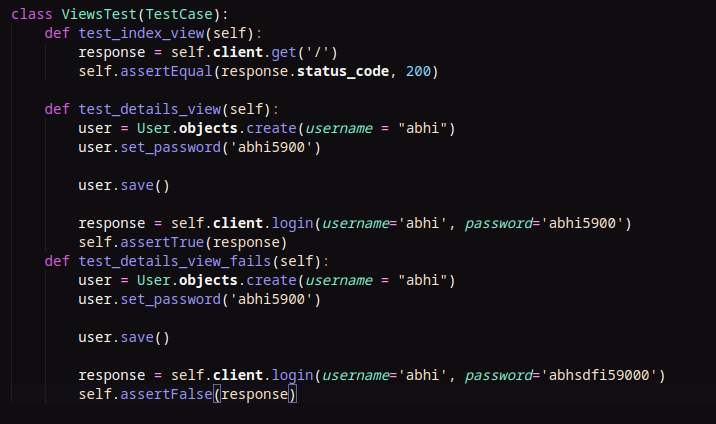 class ViewsTest(TestCase):
    def test_index_view(self):
        response = self.client.get('/')
        self.assertEqual(response.status_code, 200)

    def test_details_view(self):
        user = User.objects.create(username = "abhi")
        user.set_password('abhi5900')

        user.save()

        response = self.client.login(username='abhi', password='abhi5900')
        self.assertTrue(response)
    def test_details_view_fails(self):
        user = User.objects.create(username = "abhi")
        user.set_password('abhi5900')

        user.save()

        response = self.client.login(username='abhi', password='abhsdfi59000')
        self.assertFalse(response)